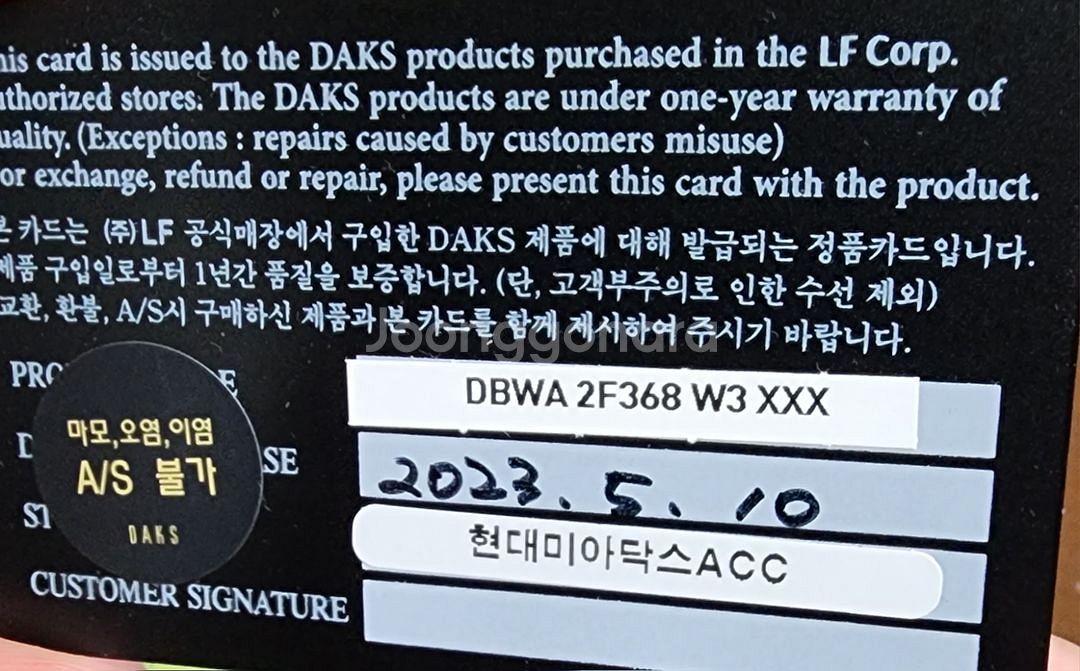 his card is issued to the DAKS products purchased in the LF Corp.
uthorized stores. The DAKS products are under one-year warranty of
uality. (Exceptions : repairs caused by customers misuse)
or exchange, refund or repair, please present this card with the product.
본 카드는 (주)LF 공식매장에서 구입한 DAKS 제품에 대해 발급되는 정품카드입니다.
제품 구입일로부터 1년간 품질을 보증합니다. (단, 고객부주의로 인한 수선 제외)
교환, 환불, A/S시 구매하신 제품과 본 카드를 함께 제시하여 주시기 바랍니다.
Joonggonara
DBWA 2F368 W3 XXX
마모,오염,이염
A/S 불가
DAKS
2023. 5. 10
현대미아닥스ACC
CUSTOMER SIGNATURE